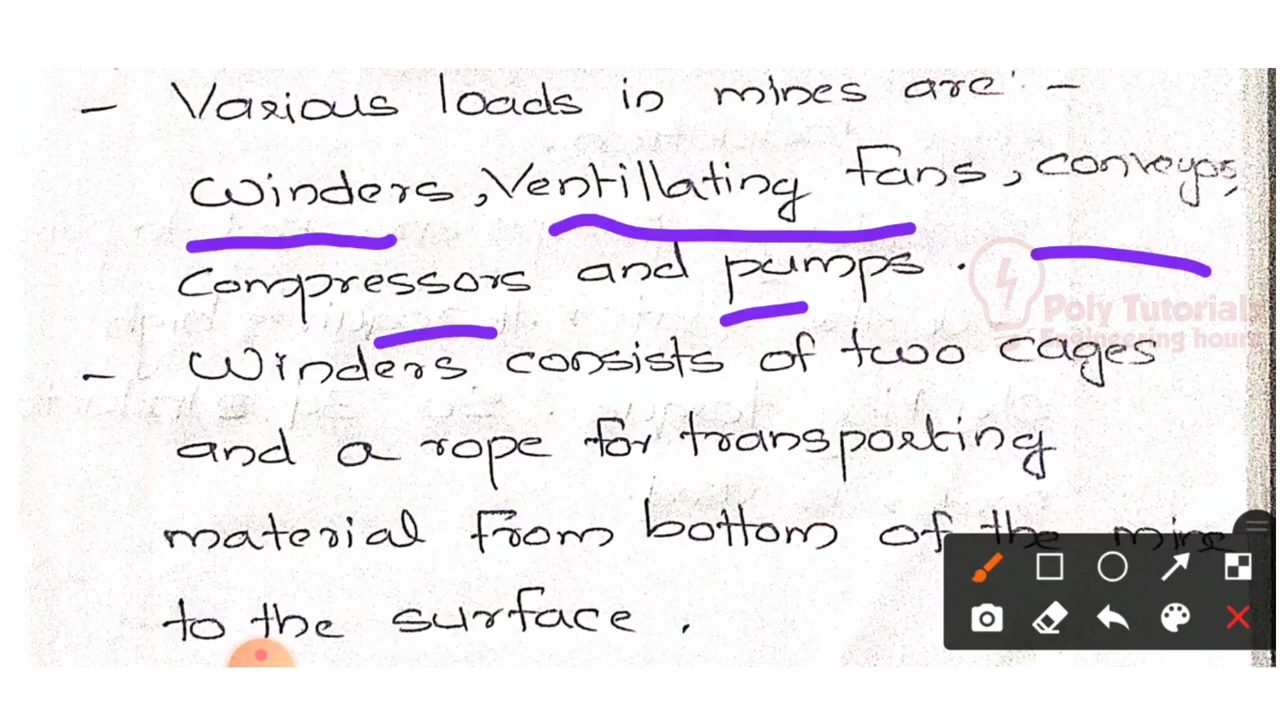 - Various loads in mines are: -
Winders, Ventillating Fans, conveyos,
Compressors and pumps.
Poly Tutorials
Engineering hours
- Winders consists of two cages
and a rope for transporting
material from bottom of the mine
to the surface.